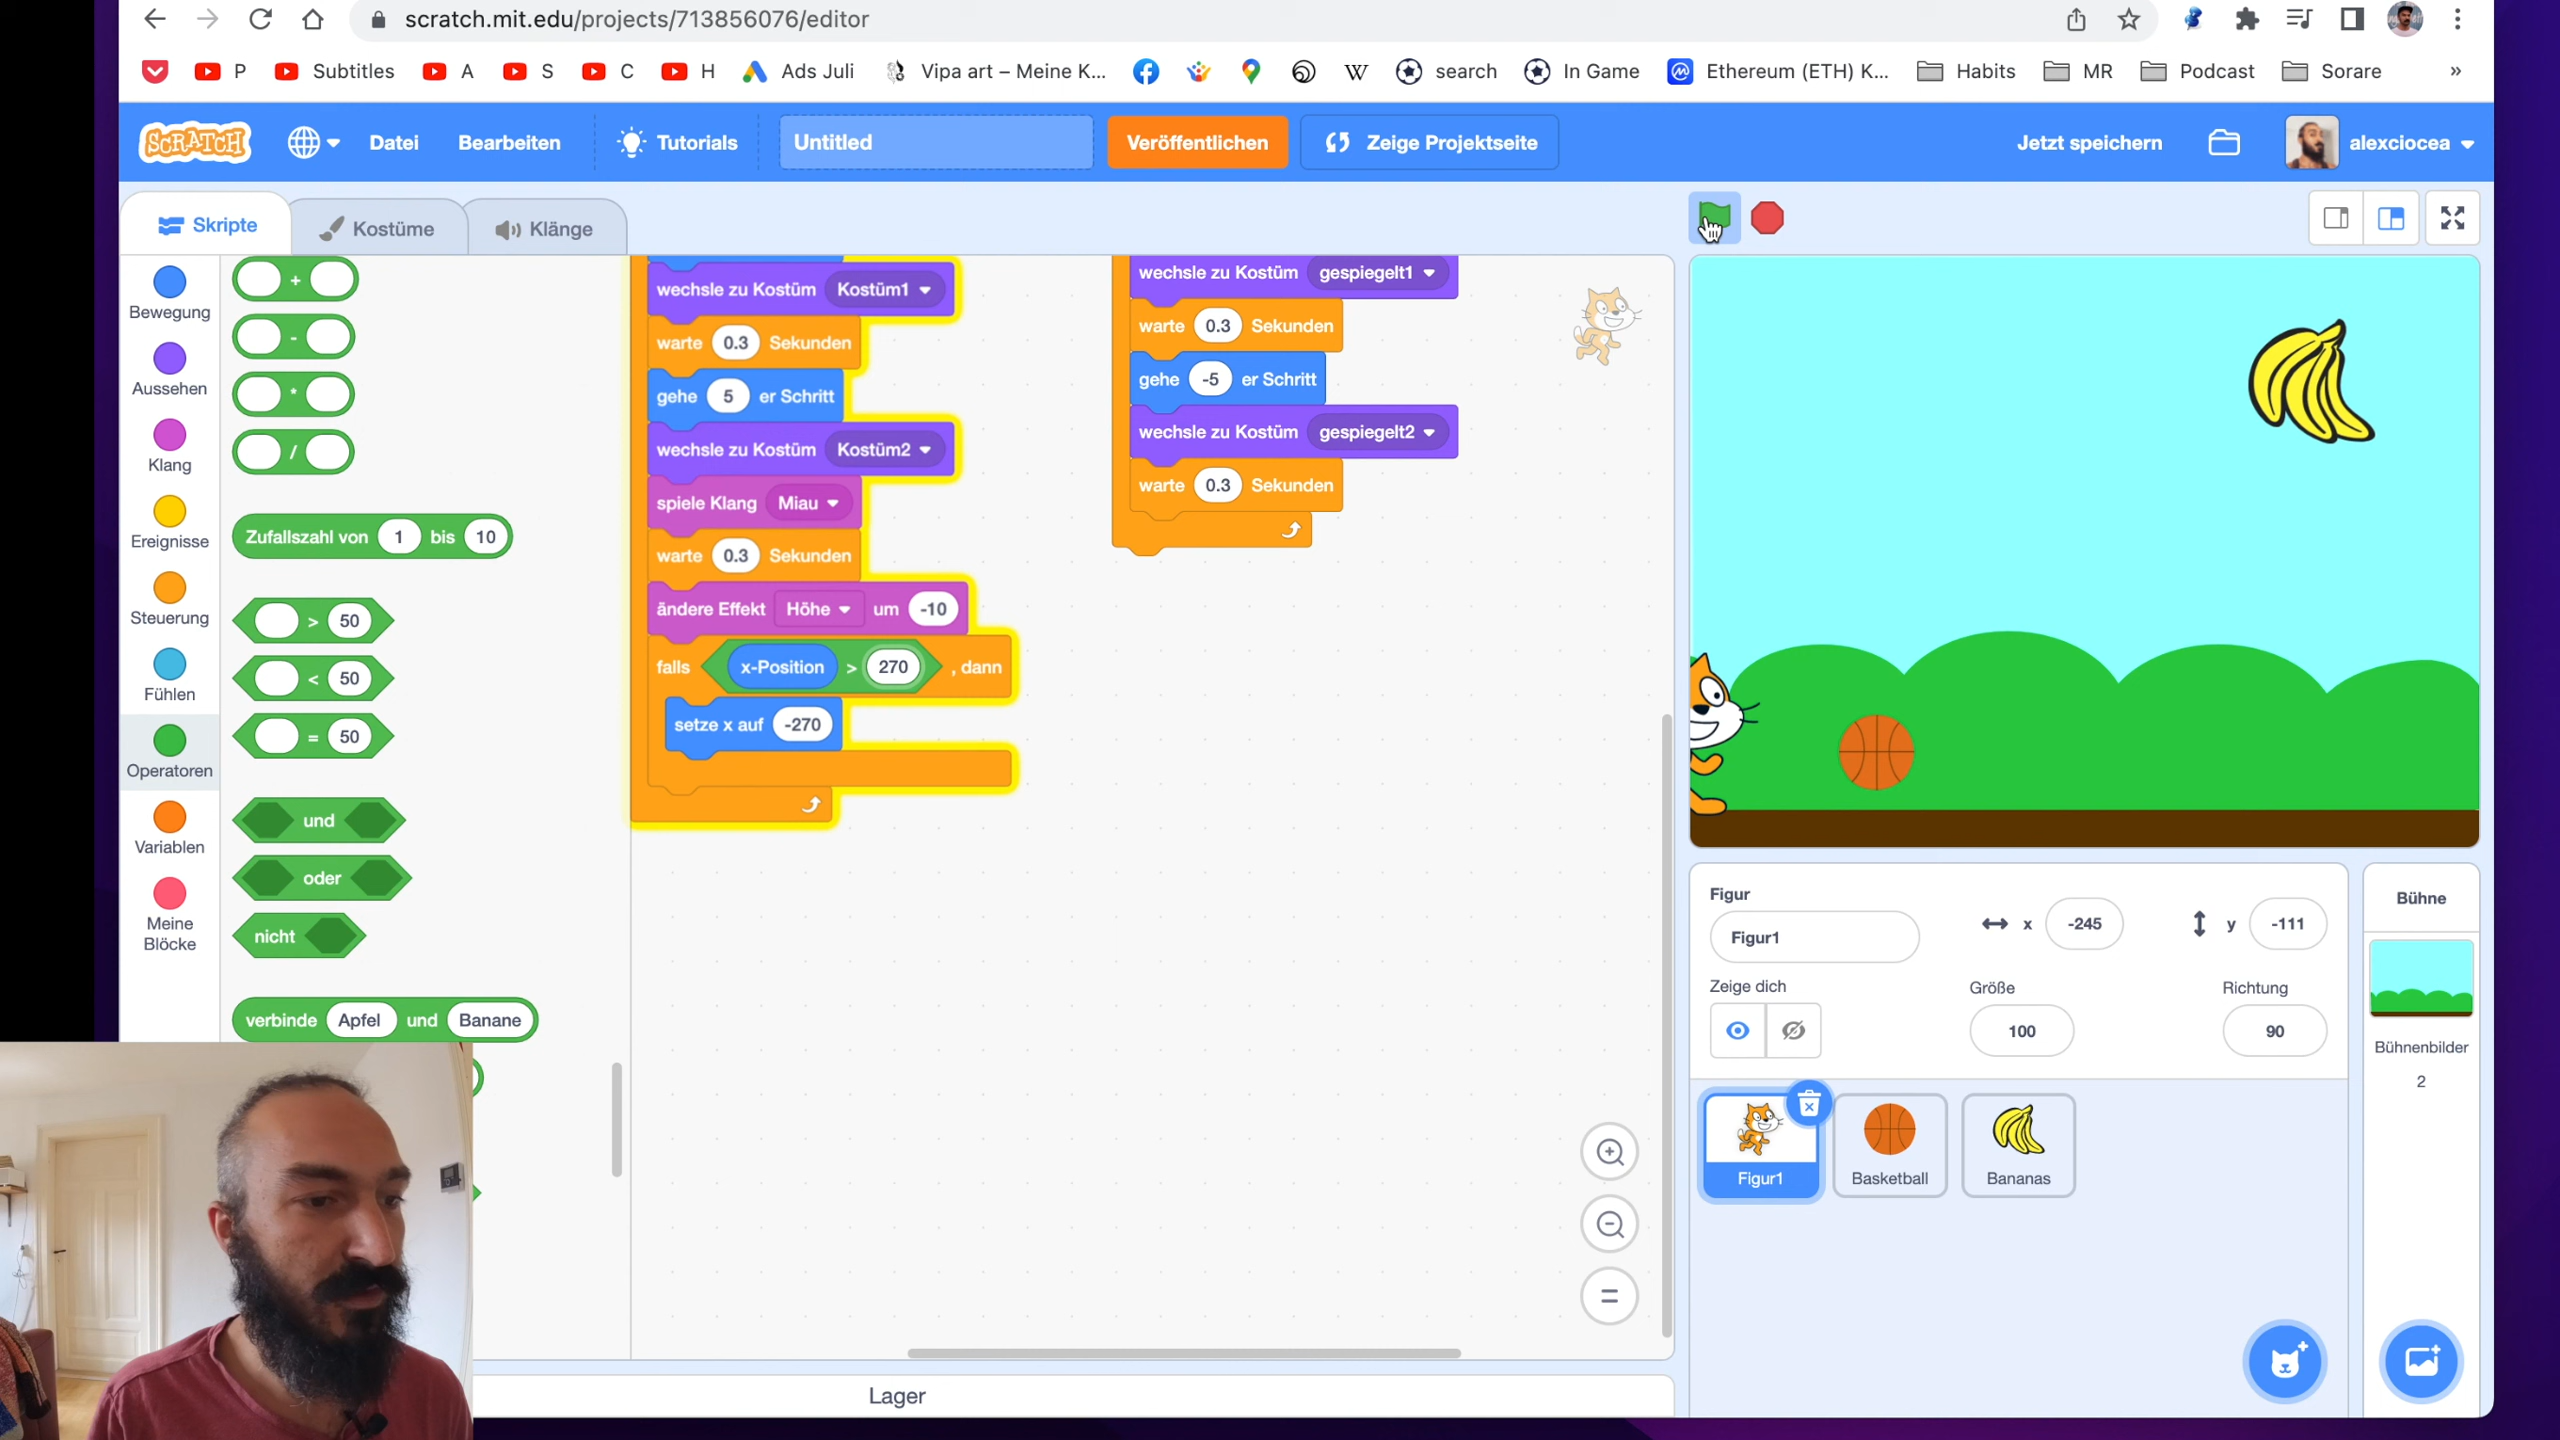 scratch.mit.edu/projects/713856076/editor
P
Subtitles
A
S
C
H
Ads Juli
Vipa art – Meine K...
W
search
In Game
Ethereum (ETH) K...
Habits
MR
Podcast
Sorare
»
SCRATCH
Datei
Bearbeiten
Tutorials
Untitled
Veröffentlichen
Zeige Projektseite
Jetzt speichern
alexciocea
Skripte
Kostüme
Klänge
Bewegung
Aussehen
Klang
Ereignisse
Steuerung
Fühlen
Operatoren
Variablen
Meine
Blöcke
+
-
*
/
Zufallszahl von 1 bis 10
> 50
< 50
= 50
und
oder
nicht
verbinde Apfel und Banane
wechsle zu Kostüm Kostüm1
warte 0.3 Sekunden
gehe 5 er Schritt
wechsle zu Kostüm Kostüm2
spiele Klang Miau
warte 0.3 Sekunden
ändere Effekt Höhe um -10
falls x-Position > 270 , dann
setze x auf -270
wechsle zu Kostüm gespiegelt1
warte 0.3 Sekunden
gehe -5 er Schritt
wechsle zu Kostüm gespiegelt2
warte 0.3 Sekunden
Lager
Figur
Figur1
x -245
y -111
Zeige dich
Größe
100
Richtung
90
Figur1
Basketball
Bananas
Bühne
Bühnenbilder
2